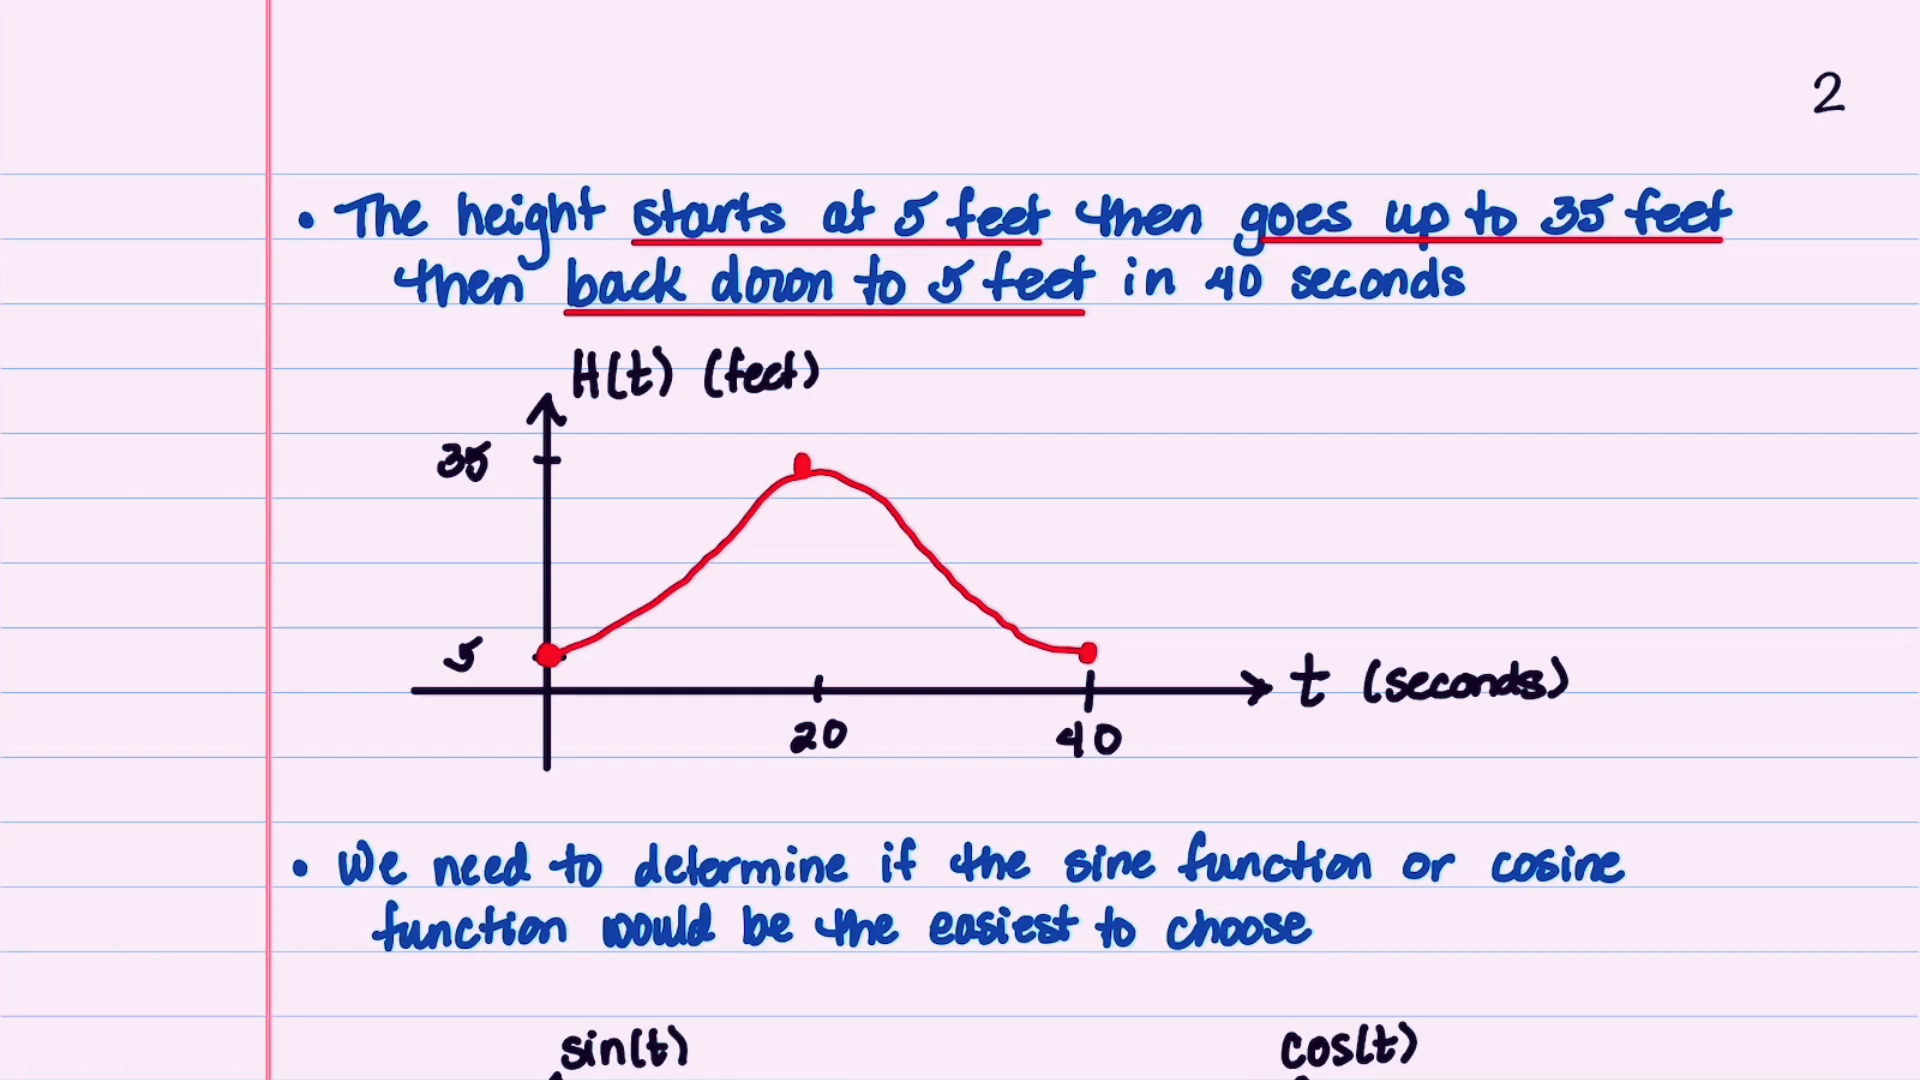 2
• The height starts at 5 feet then goes up to 35 feet
then back down to 5 feet in 40 seconds
H(t) (feet)
35
5
t (seconds)
20 40
• We need to determine if the sine function or cosine
function would be the easiest to choose
sin(t) cos(t)